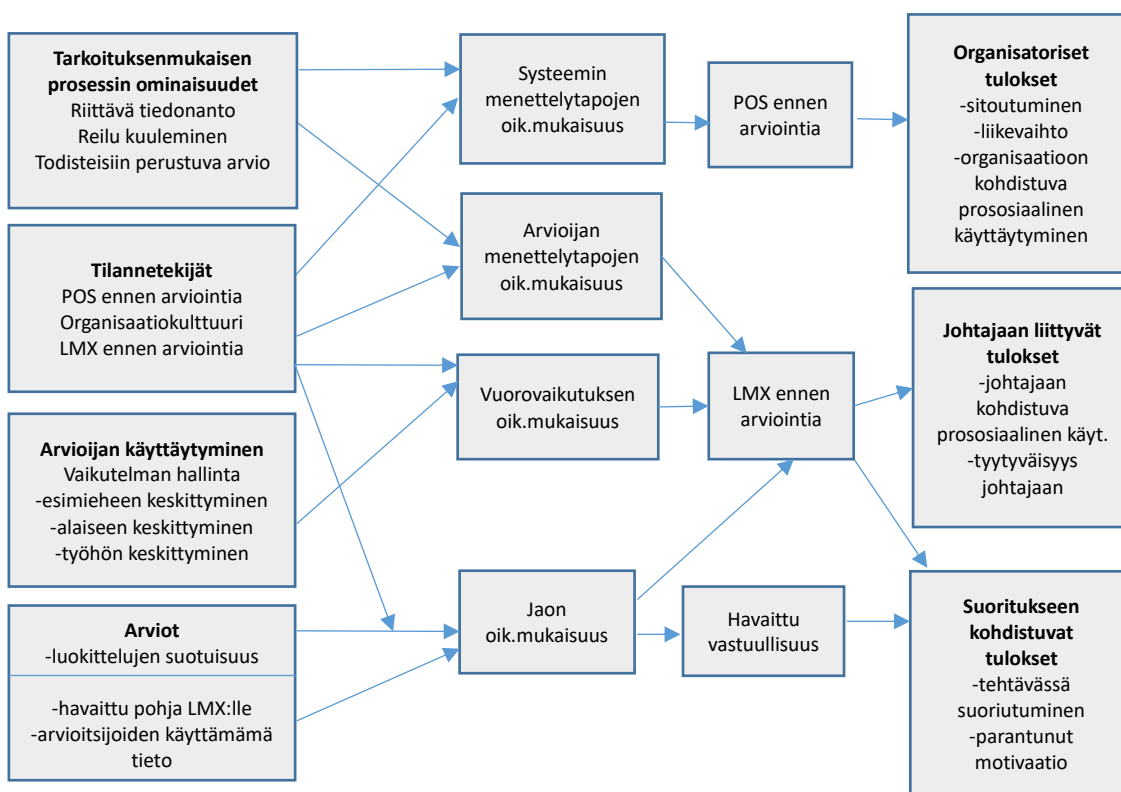 Tarkoituksenmukaisen
prosessin ominaisuudet
Riittävä tiedonanto
Reilu kuuleminen
Todisteisiin perustuva arvio
Tilannetekijät
POS ennen arviointia
Organisaatiokulttuuri
LMX ennen arviointia
Arvioijan käyttäytyminen
Vaikutelman hallinta
-esimieheen keskittyminen
-alaiseen keskittyminen
-työhön keskittyminen
Arviot
-luokittelujen suotuisuus
-havaittu pohja LMX:lle
-arvioitsijoiden käyttämämä
tieto
Systeemin
menettelytapojen
oik.mukaisuus
Arvioijan
menettelytapojen
oik.mukaisuus
Vuorovaikutuksen
oik.mukaisuus
Jaon
oik.mukaisuus
POS ennen
arviointia
LMX ennen
arviointia
Havaittu
vastuullisuus
Organisatoriset
tulokset
-sitoutuminen
-liikevaihto
-organisaatioon
kohdistuva
prososiaalinen
käyttäytyminen
Johtajaan liittyvät
tulokset
-johtajaan
kohdistuva
prososiaalinen käyt.
-tyytyväisyys
johtajaan
Suoritukseen
kohdistuvat
tulokset
-tehtävässä
suoriutuminen
-parantunut
motivaatio